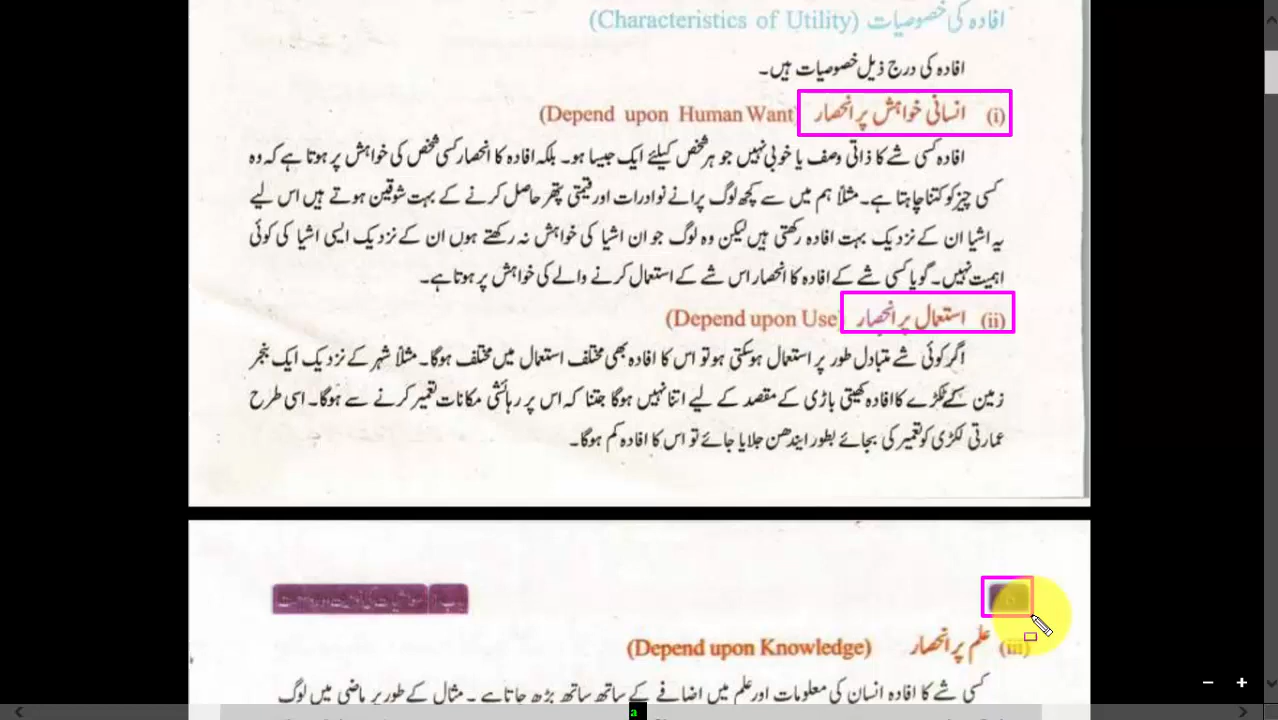 افادہ کی خصوصیات (Characteristics of Utility)
افادہ کی درج ذیل خصوصیات ہیں۔
(i) انسانی خواہش پر انحصار (Depend upon Human Want)
افادہ کسی شے کا ذاتی وصف یا خوبی نہیں جو ہر شخص کیلئے ایک جیسا ہو۔ بلکہ افادہ کا انحصار کسی شخص کی خواہش پر ہوتا ہے کہ وہ
کسی چیز کو کتنا چاہتا ہے۔ مثلاً ہم میں سے کچھ لوگ پرانے نوادرات اور قیمتی پتھر حاصل کرنے کے بہت شوقین ہوتے ہیں اس لیے
یہ اشیا ان کے نزدیک بہت افادہ رکھتی ہیں لیکن وہ لوگ جو ان اشیا کی خواہش نہ رکھتے ہوں ان کے نزدیک ایسی اشیا کی کوئی
اہمیت نہیں۔ گویا کسی شے کے افادہ کا انحصار اس شے کے استعمال کرنے والے کی خواہش پر ہوتا ہے۔
(ii) استعمال پر انحصار (Depend upon Use
اگر کوئی شے متبادل طور پر استعمال ہو سکتی ہو تو اس کا افادہ بھی مختلف استعمال میں مختلف ہوگا۔ مثلاً شہر کے نزدیک ایک بنجر
زمین کے ٹکڑے کا افادہ کھیتی باڑی کے مقصد کے لیے اتنا نہیں ہوگا جتنا کہ اس پر رہائشی مکانات تعمیر کرنے سے ہوگا۔ اسی طرح
عمارتی لکڑی کو تعمیر کی بجائے بطور ایندھن جلایا جائے تو اس کا افادہ کم ہوگا۔
(iii) علم پر انحصار (Depend upon Knowledge)
کسی شے کا افادہ انسان کی معلومات اور علم میں اضافے کے ساتھ ساتھ بڑھ جاتا ہے۔ مثال کے طور پر ماضی میں لوگ
a